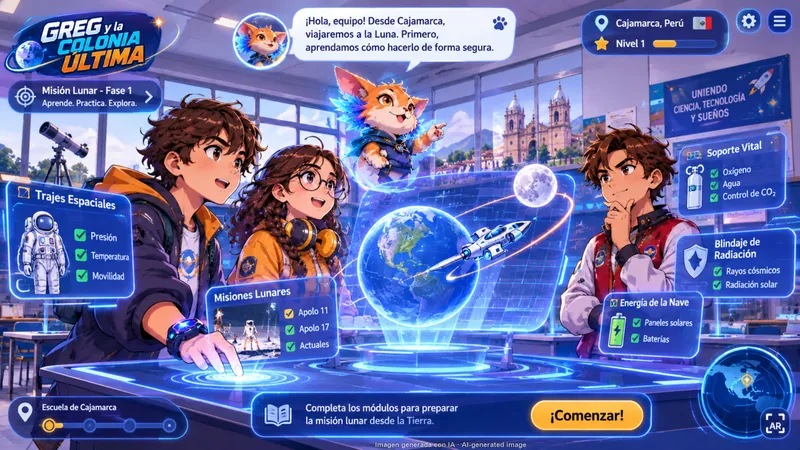 GREG y la
COLONIA
ÚLTIMA
¡Hola, equipo! Desde Cajamarca,
viajaremos a la Luna. Primero,
aprendamos cómo hacerlo de forma segura.
Cajamarca, Perú
Nivel 1
Misión Lunar - Fase 1
Aprende. Practica. Explora.
UNIENDO
CIENCIA, TECNOLOGÍA
Y SUEÑOS
Trajes Espaciales
Presión
Temperatura
Movilidad
Soporte Vital
Oxígeno
Agua
Control de CO₂
Blindaje de
Radiación
Rayos cósmicos
Radiación solar
Misiones Lunares
Apolo 11
Apolo 17
Actuales
Energía de la Nave
Paneles solares
Baterías
Escuela de Cajamarca
Completa los módulos para preparar
la misión lunar desde la Tierra.
¡Comenzar!
AR
Imagen generada con IA - AI-generated image